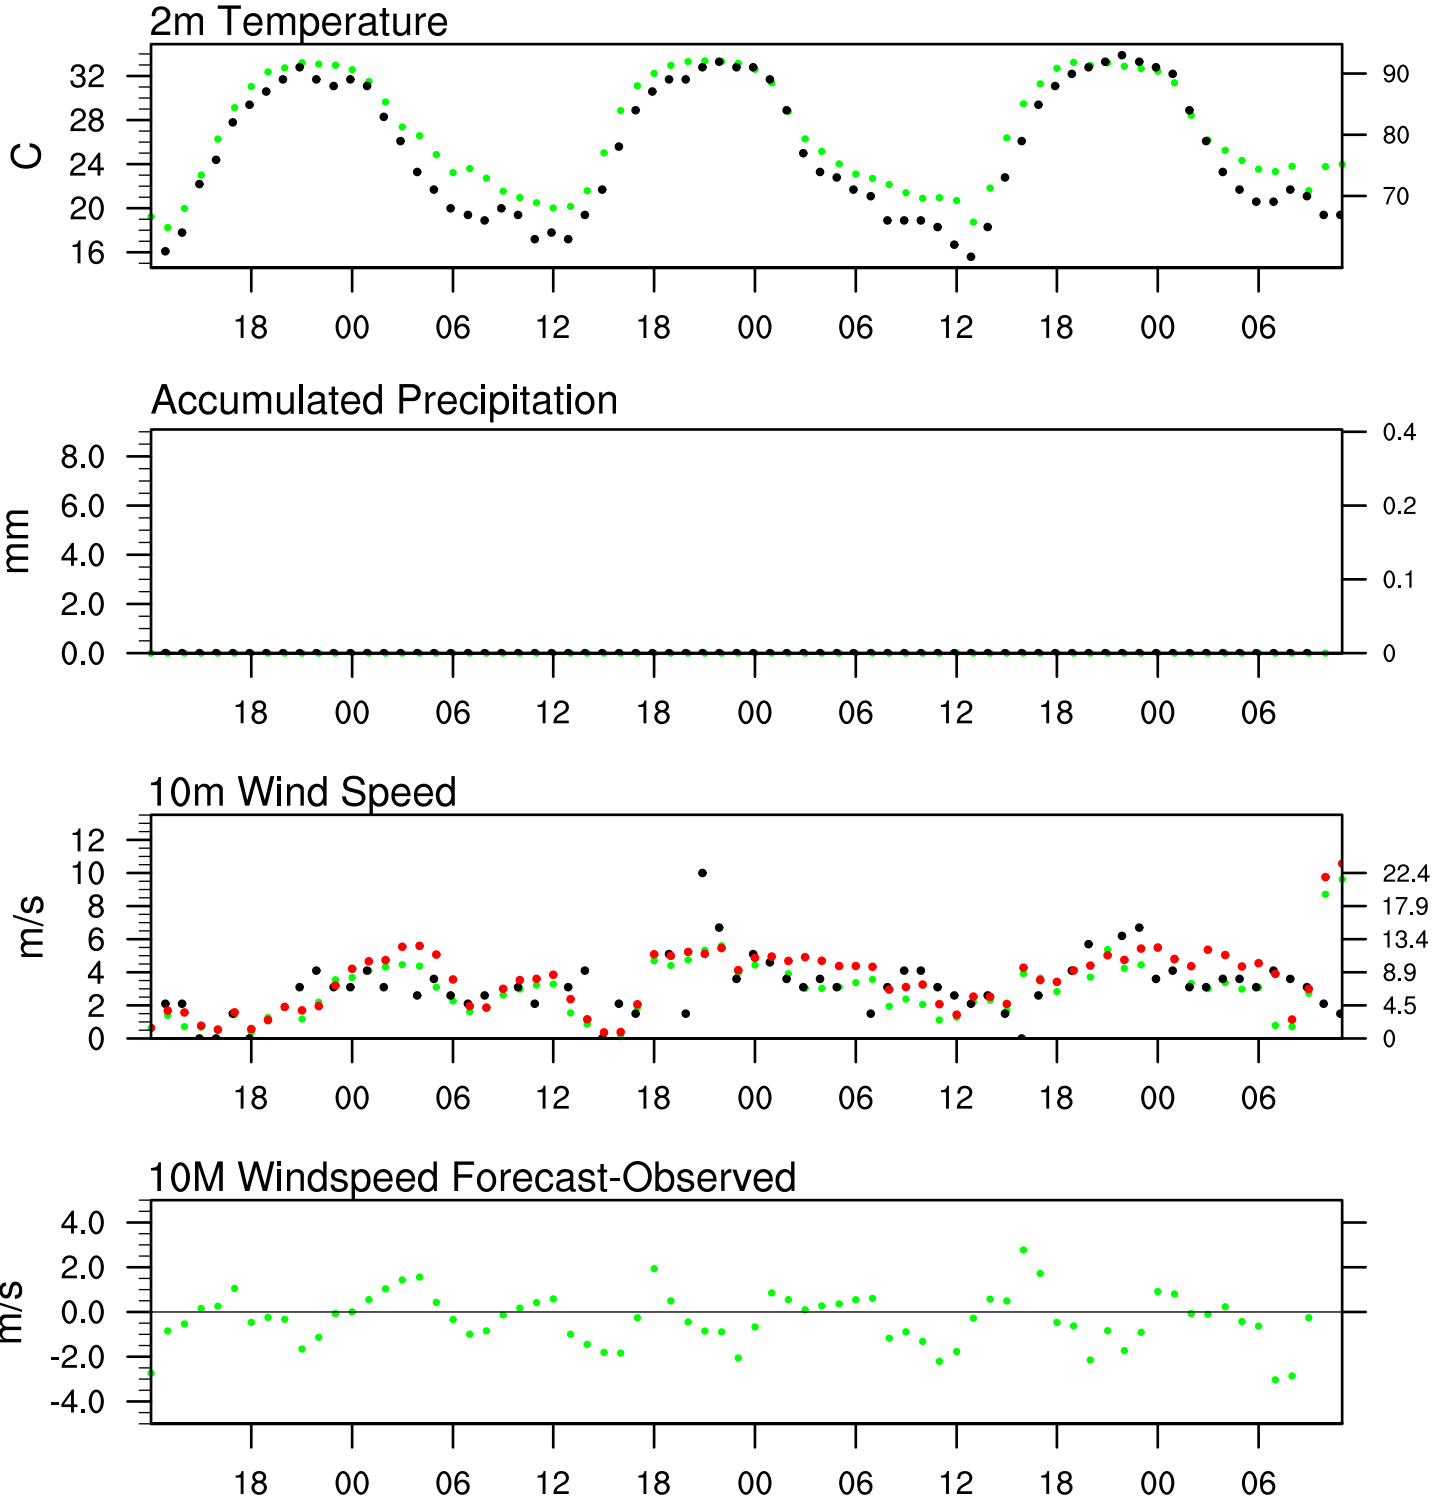 2m Temperature
32
28
24
20
16
C
90
80
70
18 00 06 12 18 00 06 12 18 00 06
Accumulated Precipitation
8.0
6.0
4.0
2.0
0.0
mm
0.4
0.2
0.1
0
18 00 06 12 18 00 06 12 18 00 06
10m Wind Speed
12
10
8
6
4
2
0
m/s
22.4
17.9
13.4
8.9
4.5
0
18 00 06 12 18 00 06 12 18 00 06
10M Windspeed Forecast-Observed
4.0
2.0
0.0
-2.0
-4.0
m/s
18 00 06 12 18 00 06 12 18 00 06